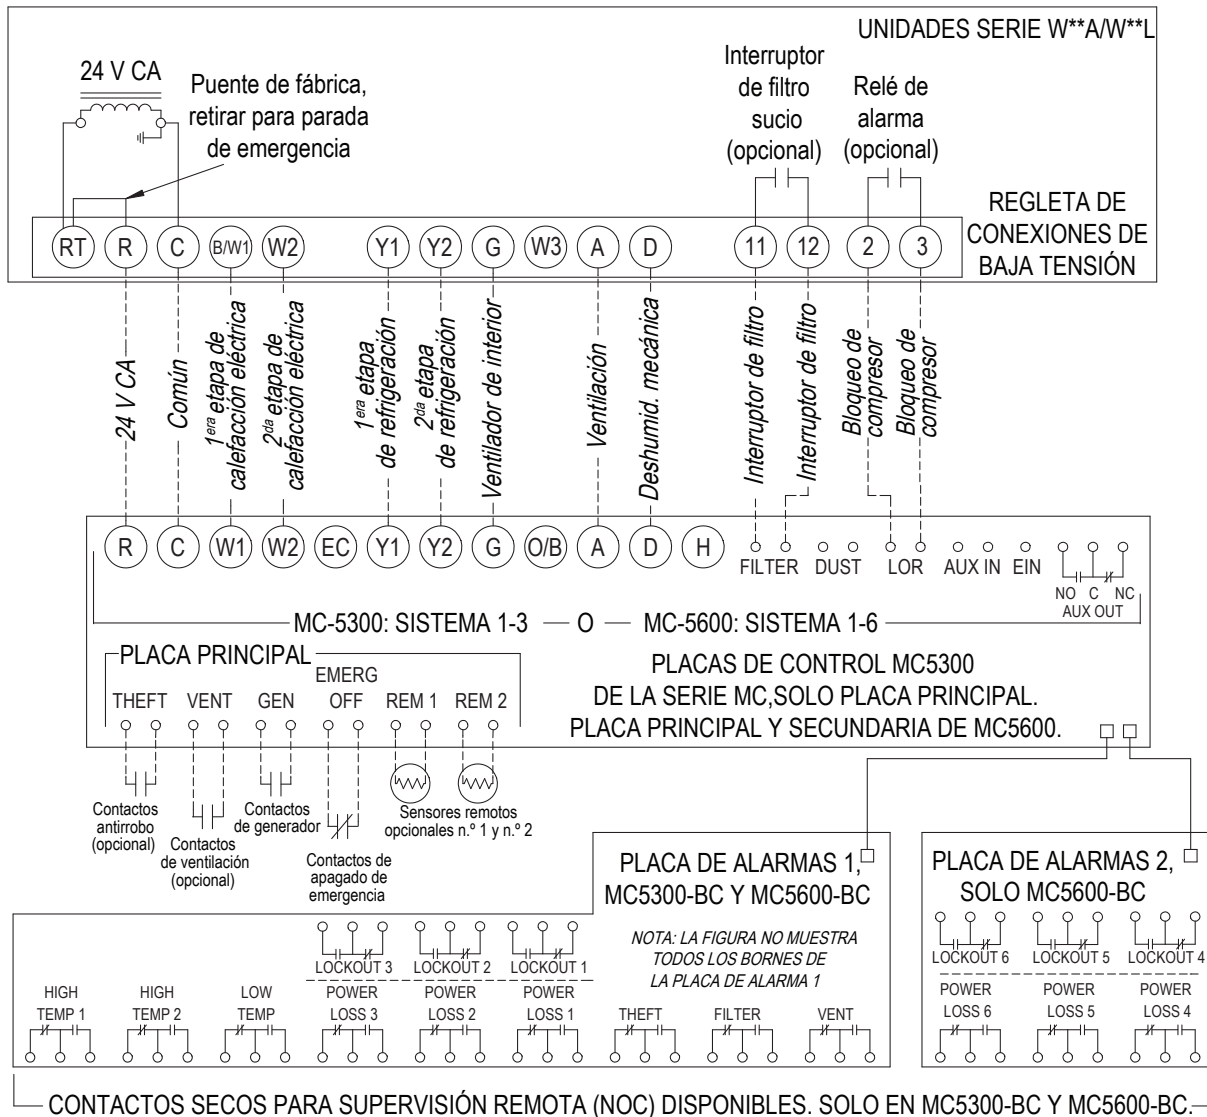 UNIDADES SERIE W**A/W**L
24 V CA
Puente de fábrica,
retirar para parada
de emergencia
Interruptor
de filtro
sucio
(opcional)
Relé de
alarma
(opcional)
REGLETA DE
CONEXIONES DE
BAJA TENSIÓN
RT R C B/W1 W2 Y1 Y2 G W3 A D 11 12 2 3
24 V CA
Común
1era etapa de
calefacción eléctrica
2da etapa de
calefacción eléctrica
1era etapa
de refrigeración
2da etapa
de refrigeración
Ventilador de interior
Ventilación
Deshumid. mecánica
Interruptor de filtro
Interruptor de filtro
Bloqueo de
compresor
Bloqueo de
compresor
R C W1 W2 EC Y1 Y2 G O/B A D H
FILTER DUST LOR AUX IN EIN
NO C NC
AUX OUT
MC-5300: SISTEMA 1-3 — O — MC-5600: SISTEMA 1-6
PLACA PRINCIPAL
THEFT VENT GEN EMERG OFF REM 1 REM 2
PLACAS DE CONTROL MC5300
DE LA SERIE MC,SOLO PLACA PRINCIPAL.
PLACA PRINCIPAL Y SECUNDARIA DE MC5600.
Contactos
antirrobo
(opcional)
Contactos
de ventilación
(opcional)
Contactos
de generador
Contactos de
apagado de
emergencia
Sensores remotos
opcionales n.º 1 y n.º 2
PLACA DE ALARMAS 1,
MC5300-BC Y MC5600-BC
NOTA: LA FIGURA NO MUESTRA
TODOS LOS BORNES DE
LA PLACA DE ALARMA 1
LOCKOUT 3 LOCKOUT 2 LOCKOUT 1
HIGH
TEMP 1
HIGH
TEMP 2
LOW
TEMP
POWER
LOSS 3
POWER
LOSS 2
POWER
LOSS 1
THEFT
FILTER
VENT
PLACA DE ALARMAS 2,
SOLO MC5600-BC
LOCKOUT 6 LOCKOUT 5 LOCKOUT 4
POWER
LOSS 6
POWER
LOSS 5
POWER
LOSS 4
CONTACTOS SECOS PARA SUPERVISIÓN REMOTA (NOC) DISPONIBLES. SOLO EN MC5300-BC Y MC5600-BC.